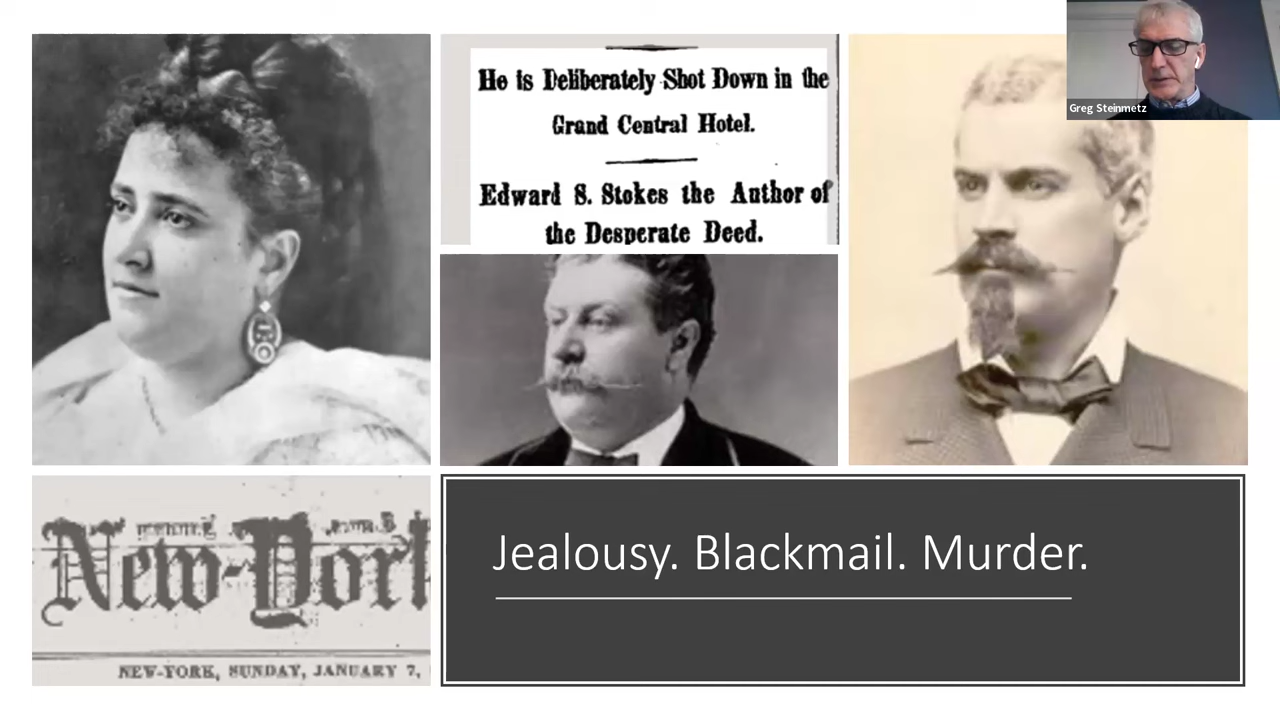 He is Deliberately Shot Down in the
Grand Central Hotel.
Edward S. Stokes the Author of
the Desperate Deed.
Greg Steinmetz
New-York
NEW-YORK, SUNDAY, JANUARY 7,
Jealousy. Blackmail. Murder.